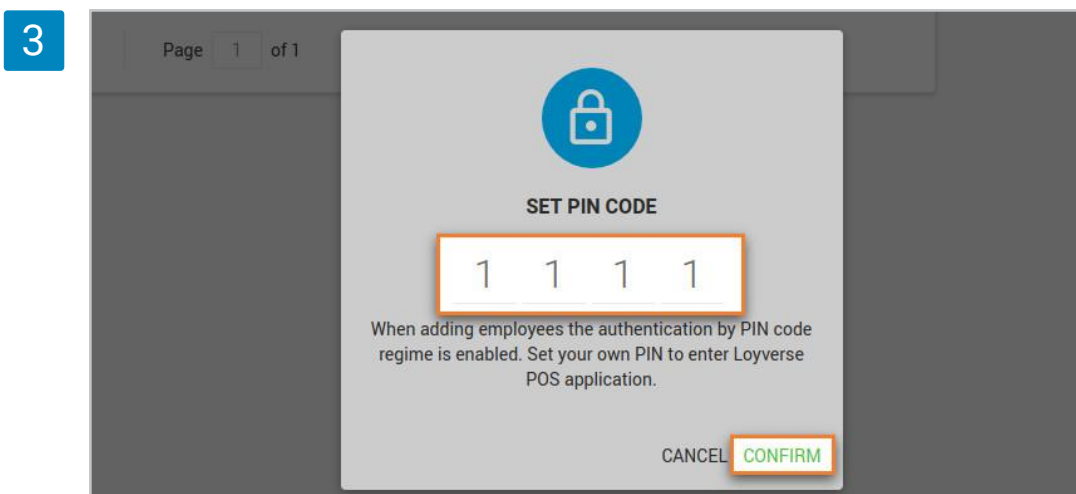 3
Page 1 of 1
SET PIN CODE
1 1 1 1
When adding employees the authentication by PIN code
regime is enabled. Set your own PIN to enter Loyverse
POS application.
CANCEL CONFIRM